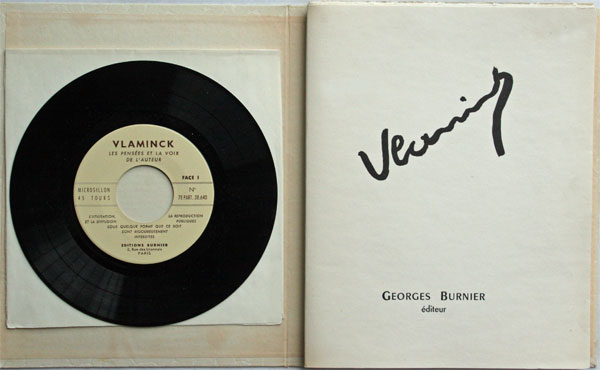 VLAMINCK
LES PENSÉES ET LA VOIX
DE L'AUTEUR
FACE 1
MICROSILLON
45 TOURS
N°
L'UTILISATION,
ET LA DIFFUSION
LA REPRODUCTION
PUBLIQUES
SOUS QUELQUE FORME QUE CE SOIT
SONT RIGOUREUSEMENT
INTERDITES
EDITIONS BURNIER
PARIS
Vlaminck
GEORGES BURNIER
éditeur